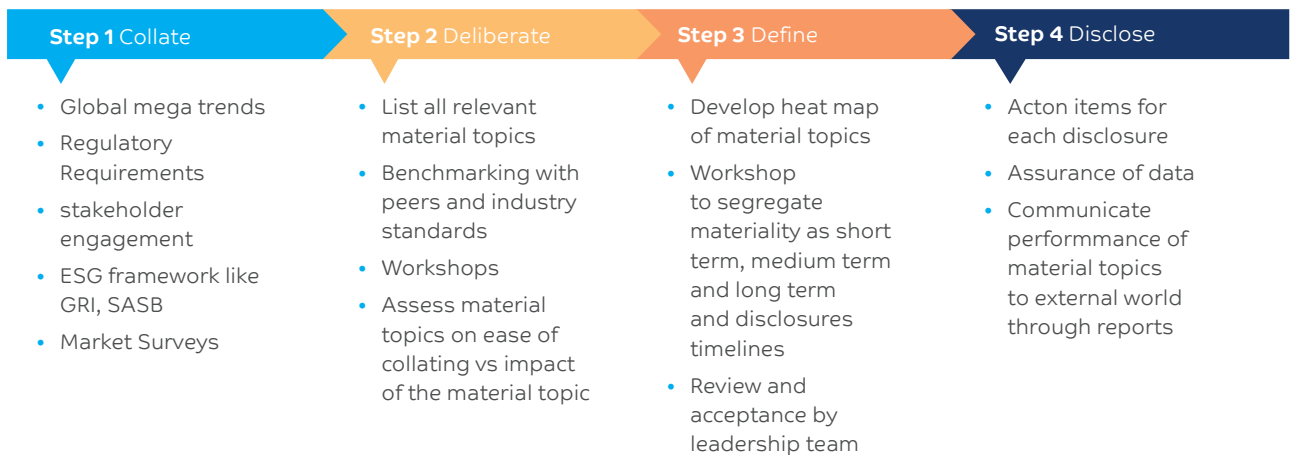 Step 1 Collate
• Global mega trends
• Regulatory
Requirements
• stakeholder
engagement
• ESG framework like
GRI, SASB
• Market Surveys
Step 2 Deliberate
• List all relevant
material topics
• Benchmarking with
peers and industry
standards
• Workshops
• Assess material
topics on ease of
collating vs impact
of the material topic
Step 3 Define
• Develop heat map
of material topics
• Workshop
to segregate
materiality as short
term, medium term
and long term
and disclosures
timelines
• Review and
acceptance by
leadership team
Step 4 Disclose
• Acton items for
each disclosure
• Assurance of data
• Communicate
performmance of
material topics
to external world
through reports